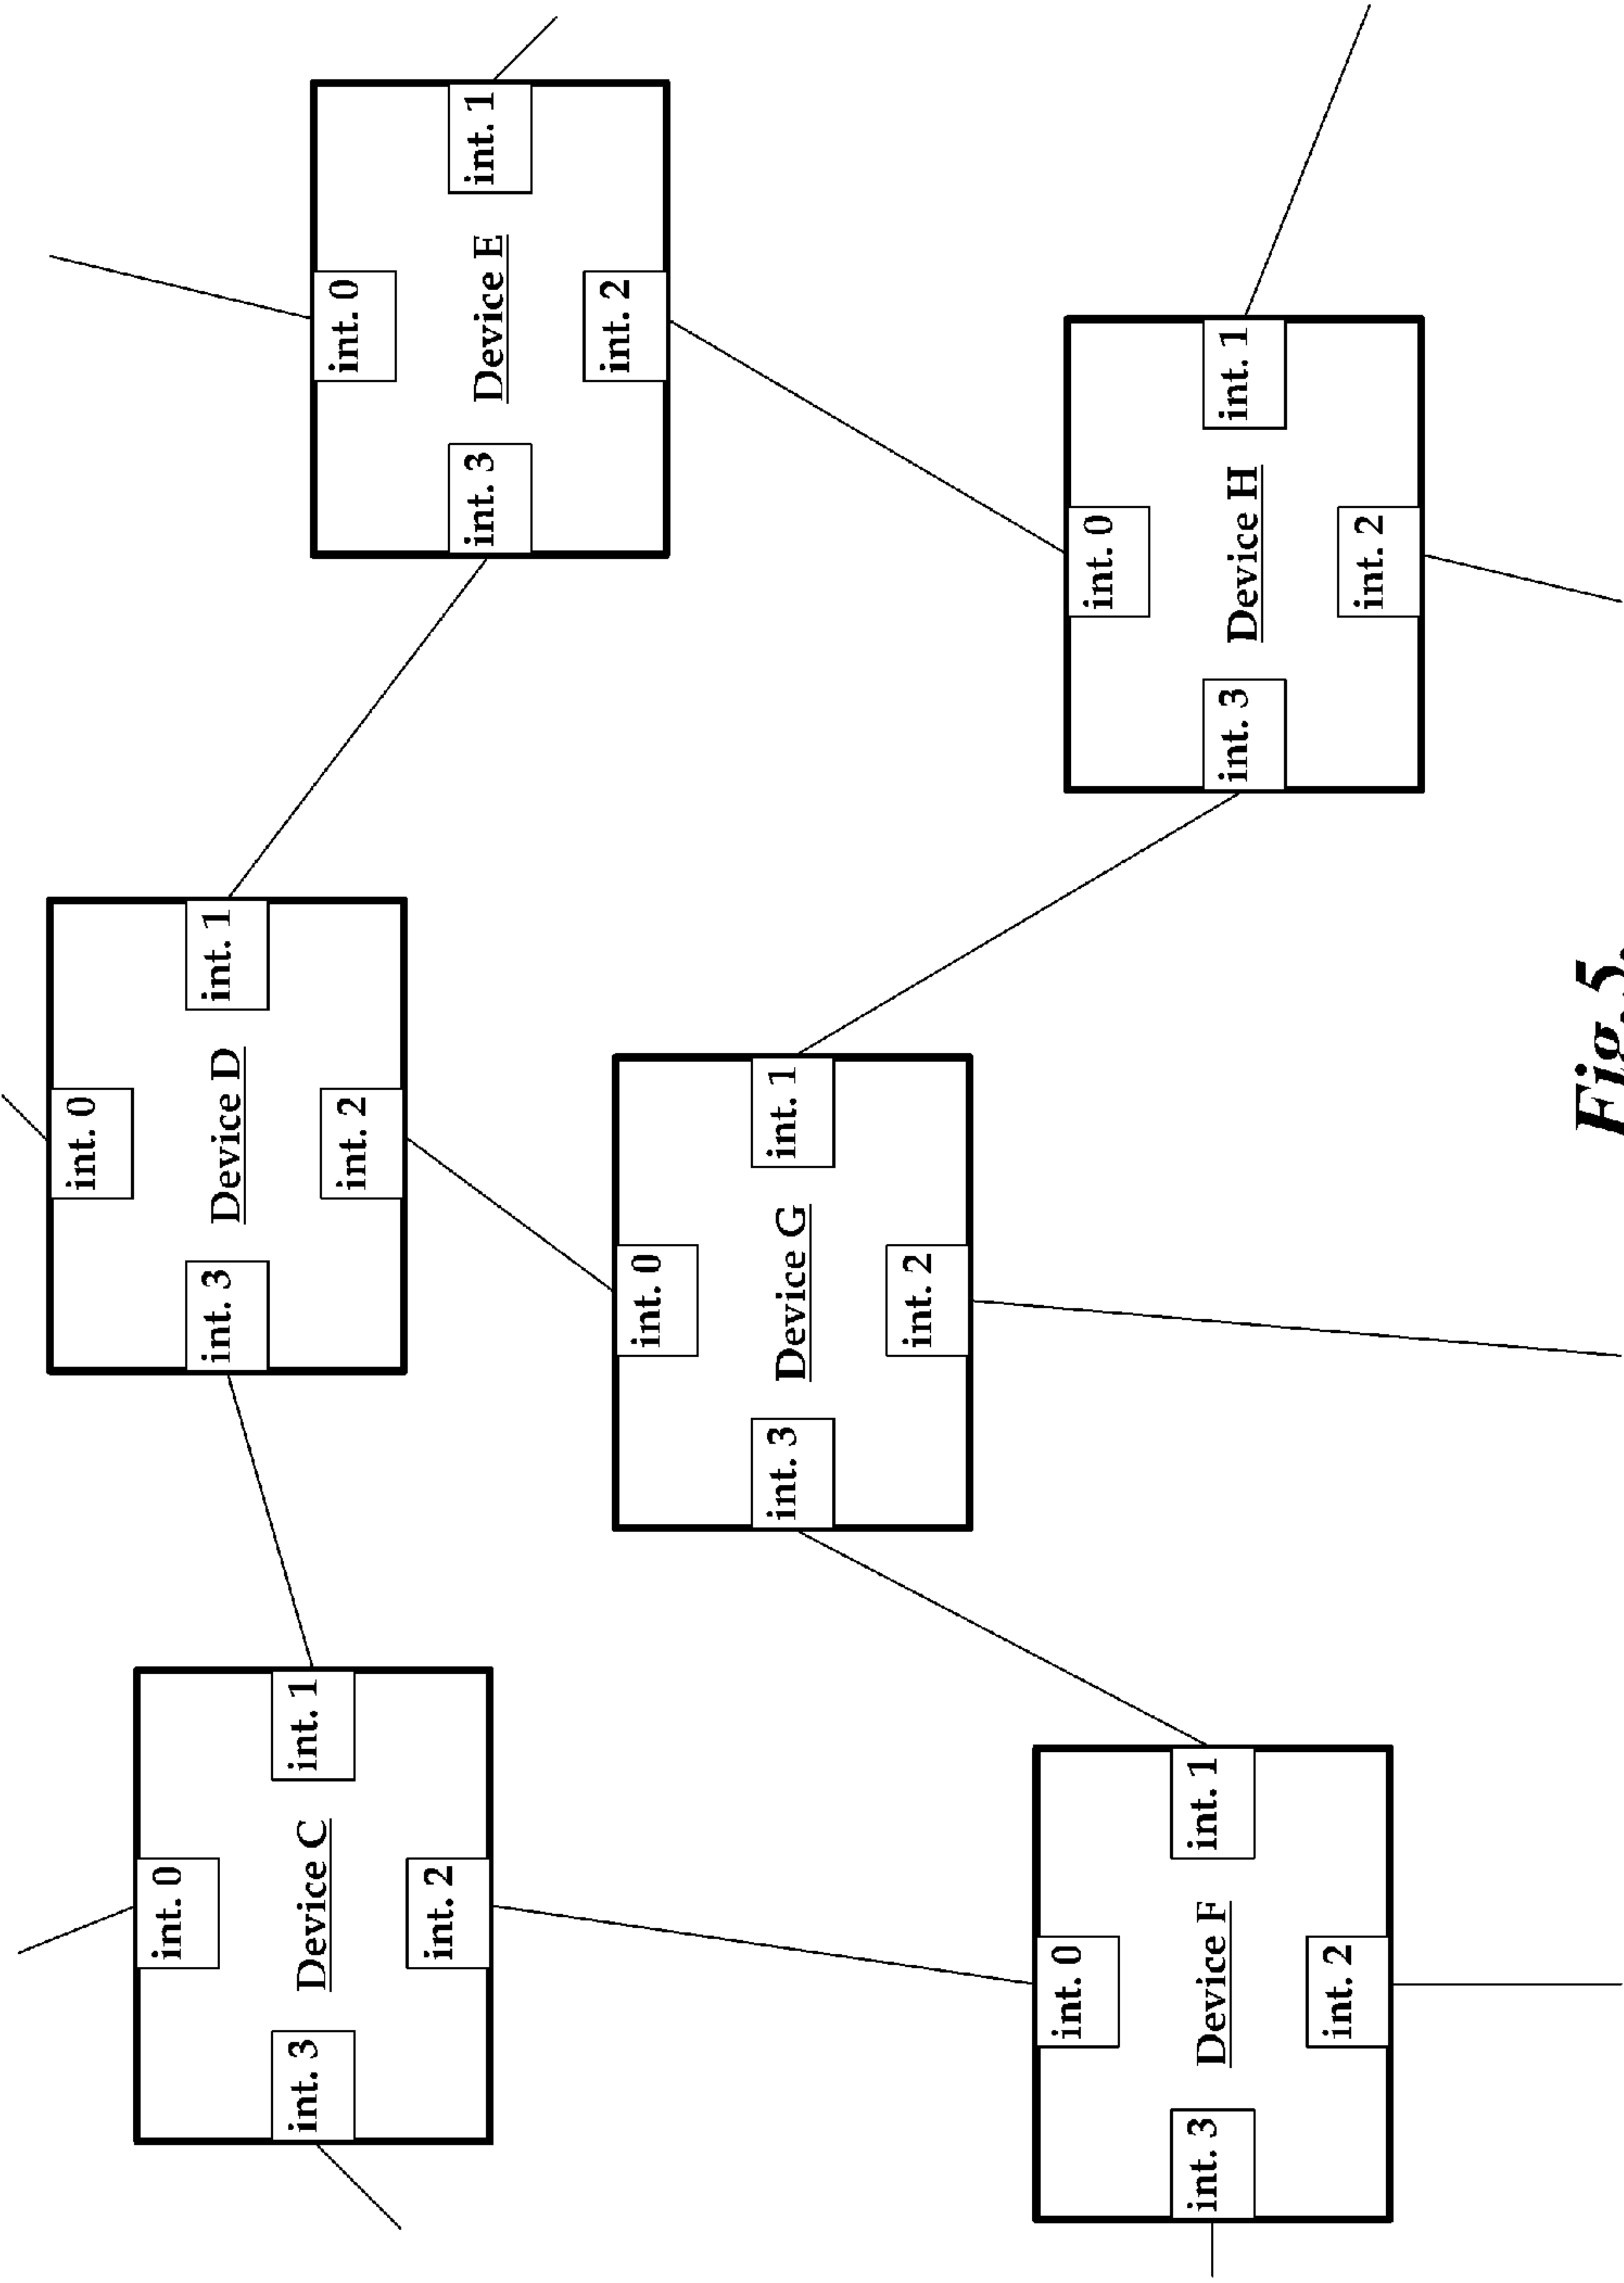 int. 0
int. 3
Device C
int. 1
int. 2
int. 0
int. 3
Device D
int. 1
int. 2
int. 0
int. 3
Device E
int. 1
int. 2
int. 0
int. 3
Device F
int. 1
int. 2
int. 0
int. 3
Device G
int. 1
int. 2
int. 0
int. 3
Device H
int. 1
int. 2
Fig.5.